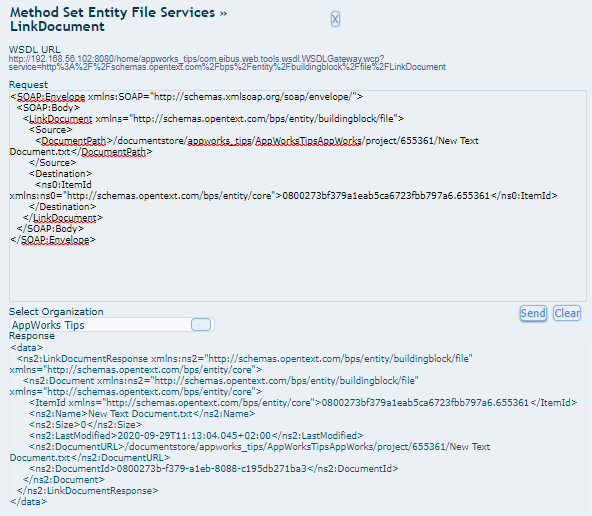 Method Set Entity File Services »
LinkDocument
X
WSDL URL
http://192.168.56.102:8080/home/appworks_tips/com.eibus.web.tools.wsdl.WSDLGateway.wcp?
service=http%3A%2F%2Fschemas.opentext.com%2Fbps%2Fentity%2Fbuildingblock%2Ffile%2FLinkDocument
Request
<SOAP:Envelope xmlns:SOAP="http://schemas.xmlsoap.org/soap/envelope/">
<SOAP:Body>
<LinkDocument xmlns="http://schemas.opentext.com/bps/entity/buildingblock/file">
<Source>
<DocumentPath>/documentstore/appworks_tips/AppWorksTipsAppWorks/project/655361/New Text
Document.txt</DocumentPath>
</Source>
<Destination>
<ns0:ItemId
xmlns:ns0="http://schemas.opentext.com/bps/entity/core">0800273bf379a1eab5ca6723fbb797a6.655361</ns0:ItemId>
</Destination>
</LinkDocument>
</SOAP:Body>
</SOAP:Envelope>
Select Organization
Send Clear
AppWorks Tips
Response
<data>
<ns2:LinkDocumentResponse xmlns:ns2="http://schemas.opentext.com/bps/entity/buildingblock/file"
xmlns="http://schemas.opentext.com/bps/entity/core">
<ns2:Document xmlns:ns2="http://schemas.opentext.com/bps/entity/buildingblock/file"
xmlns="http://schemas.opentext.com/bps/entity/core">
<ItemId xmlns="http://schemas.opentext.com/bps/entity/core">0800273bf379a1eab5ca6723fbb797a6.655361</ItemId>
<ns2:Name>New Text Document.txt</ns2:Name>
<ns2:Size>0</ns2:Size>
<ns2:LastModified>2020-09-29T11:13:04.045+02:00</ns2:LastModified>
<ns2:DocumentURL>/documentstore/appworks_tips/AppWorksTipsAppWorks/project/655361/New Text
Document.txt</ns2:DocumentURL>
<ns2:DocumentId>0800273b-f379-a1eb-8088-c195db271ba3</ns2:DocumentId>
</ns2:Document>
</ns2:LinkDocumentResponse>
</data>